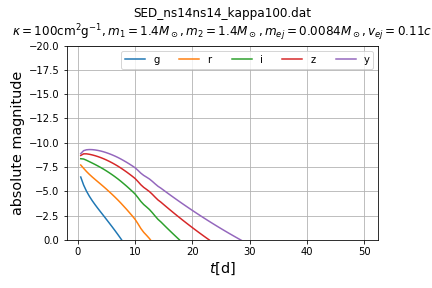 SED_ns14ns14_kappa100.dat
κ = 100cm²g⁻¹, m₁ = 1.4M⊙, m₂ = 1.4M⊙, mₑⱼ = 0.0084M⊙, vₑⱼ = 0.11c
g r i z y
−20.0
−17.5
−15.0
−12.5
−10.0
−7.5
−5.0
−2.5
0.0
absolute magnitude
0 10 20 30 40 50
t[d]